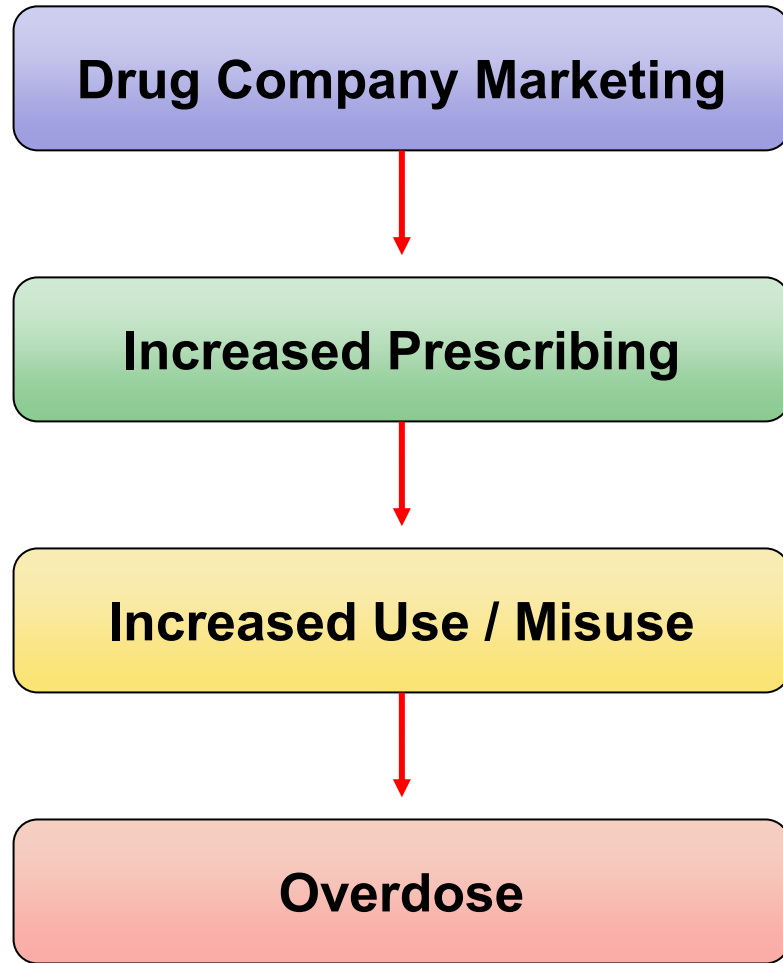 Drug Company Marketing
Increased Prescribing
Increased Use / Misuse
Overdose